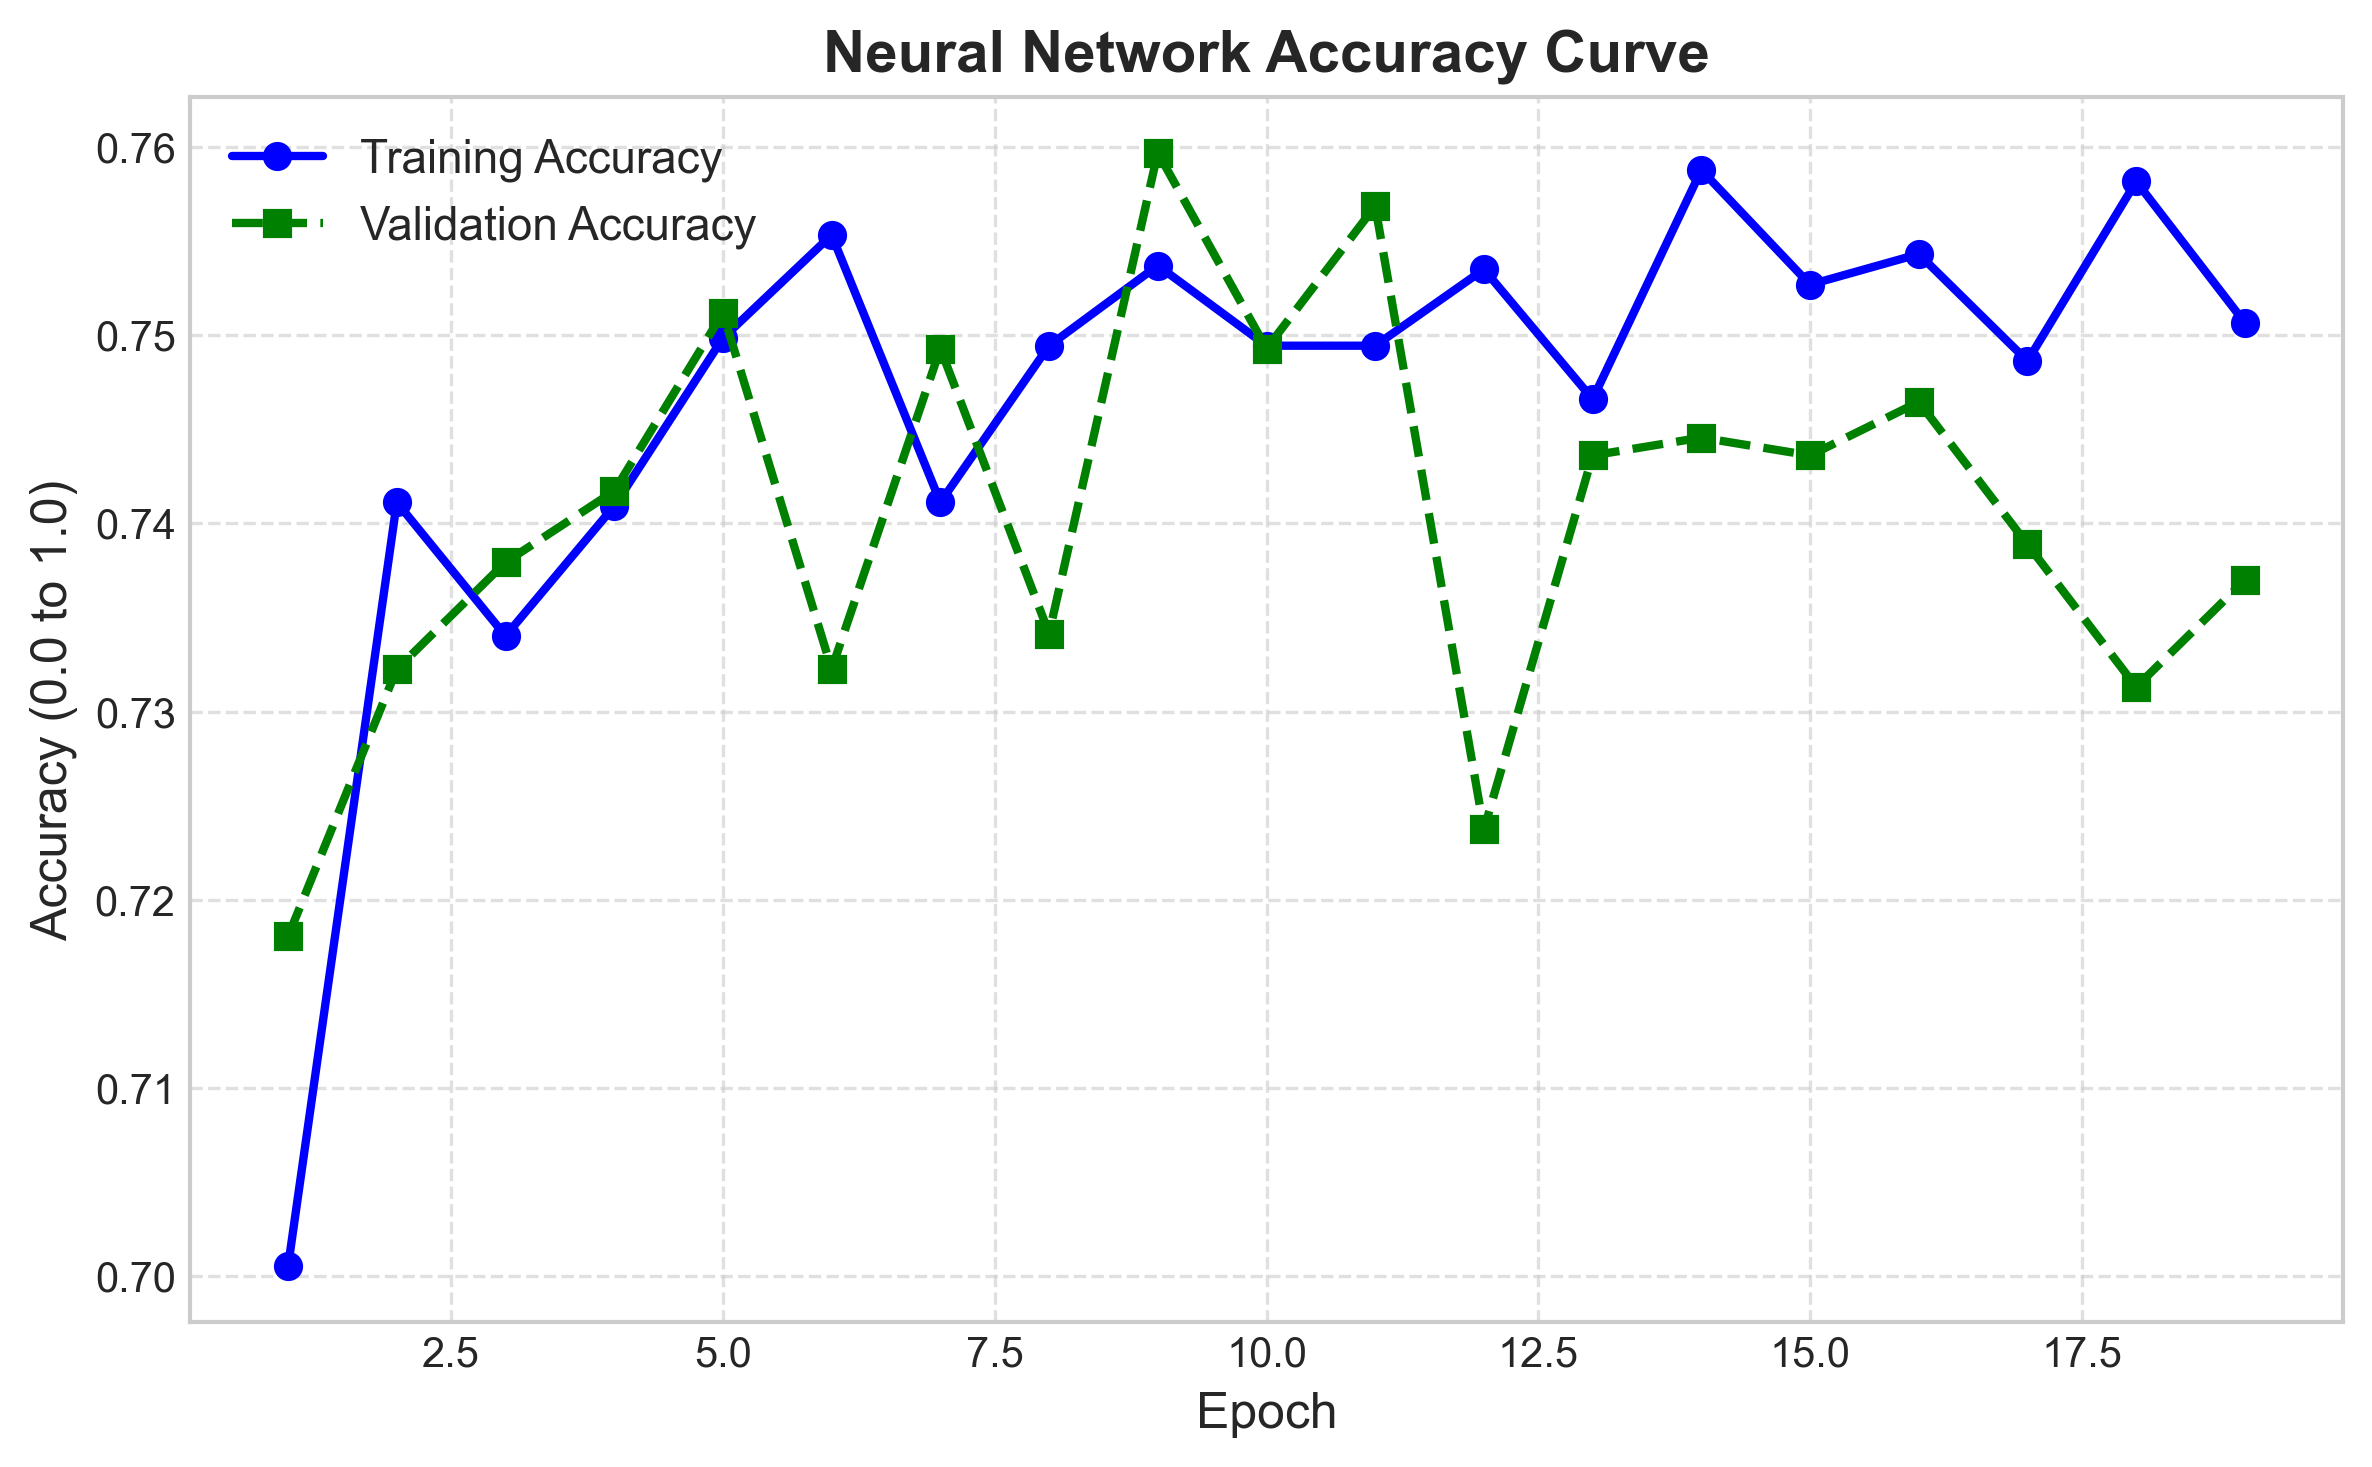 Neural Network Accuracy Curve
Training Accuracy
Validation Accuracy
Accuracy (0.0 to 1.0)
0.76
0.75
0.74
0.73
0.72
0.71
0.70
2.5 5.0 7.5 10.0 12.5 15.0 17.5
Epoch